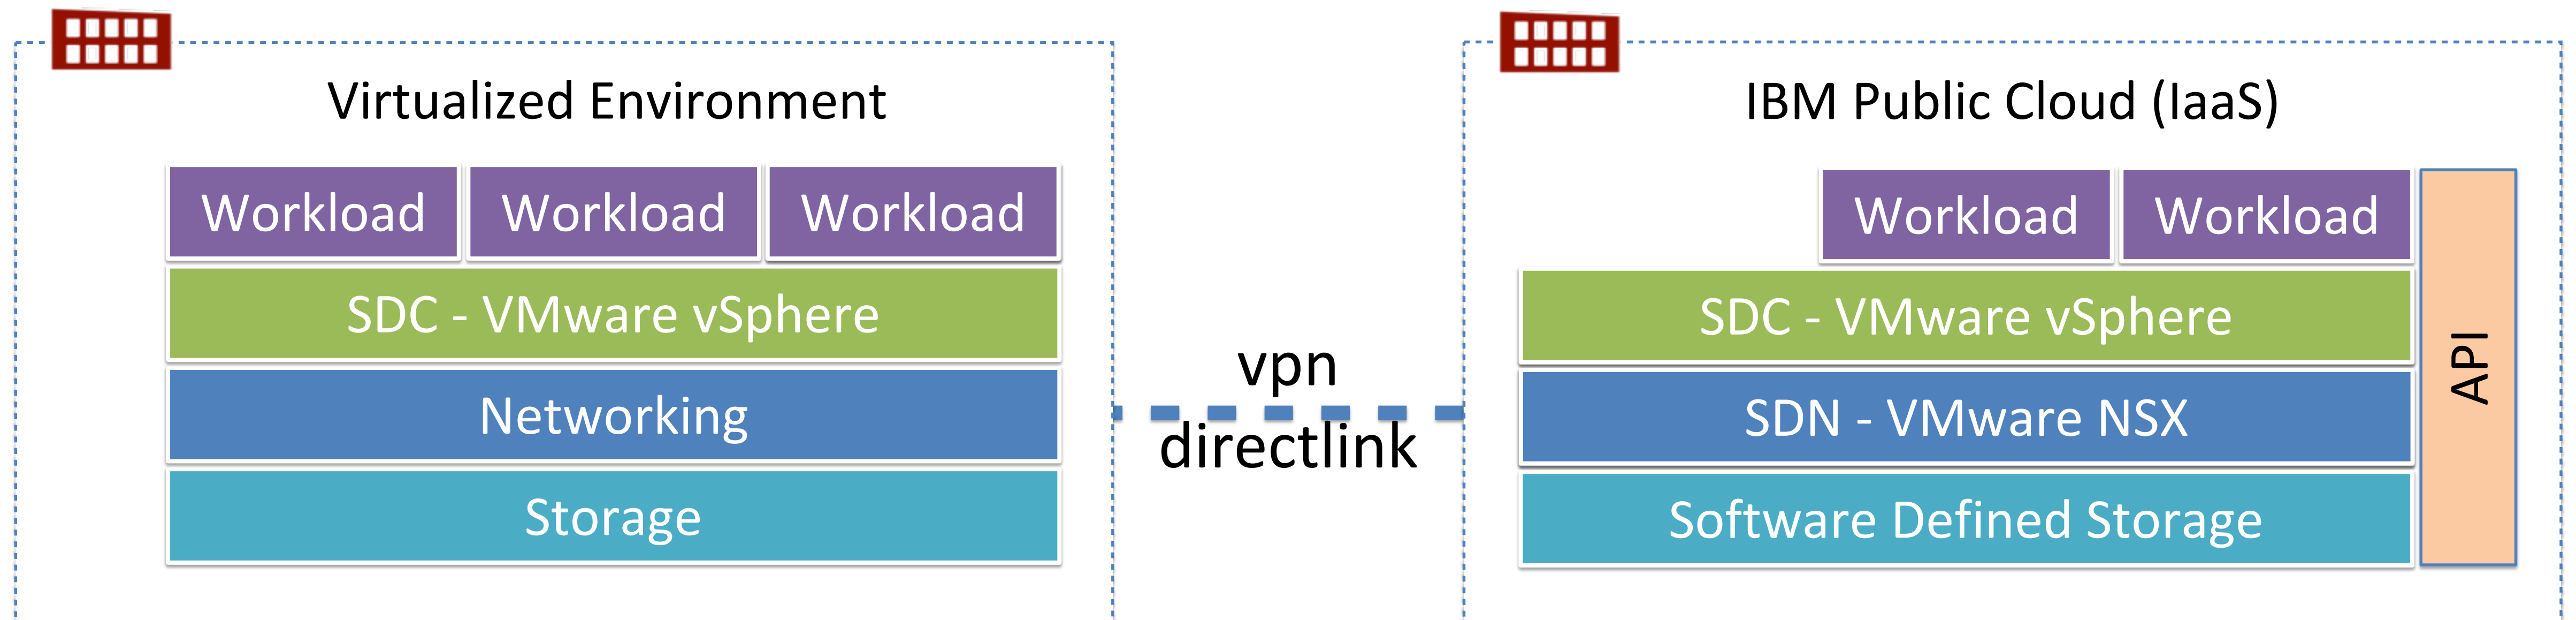 Virtualized Environment
Workload Workload Workload
SDC - VMware vSphere
Networking
Storage
vpn
directlink
IBM Public Cloud (IaaS)
Workload Workload
SDC - VMware vSphere
SDN - VMware NSX
Software Defined Storage
API